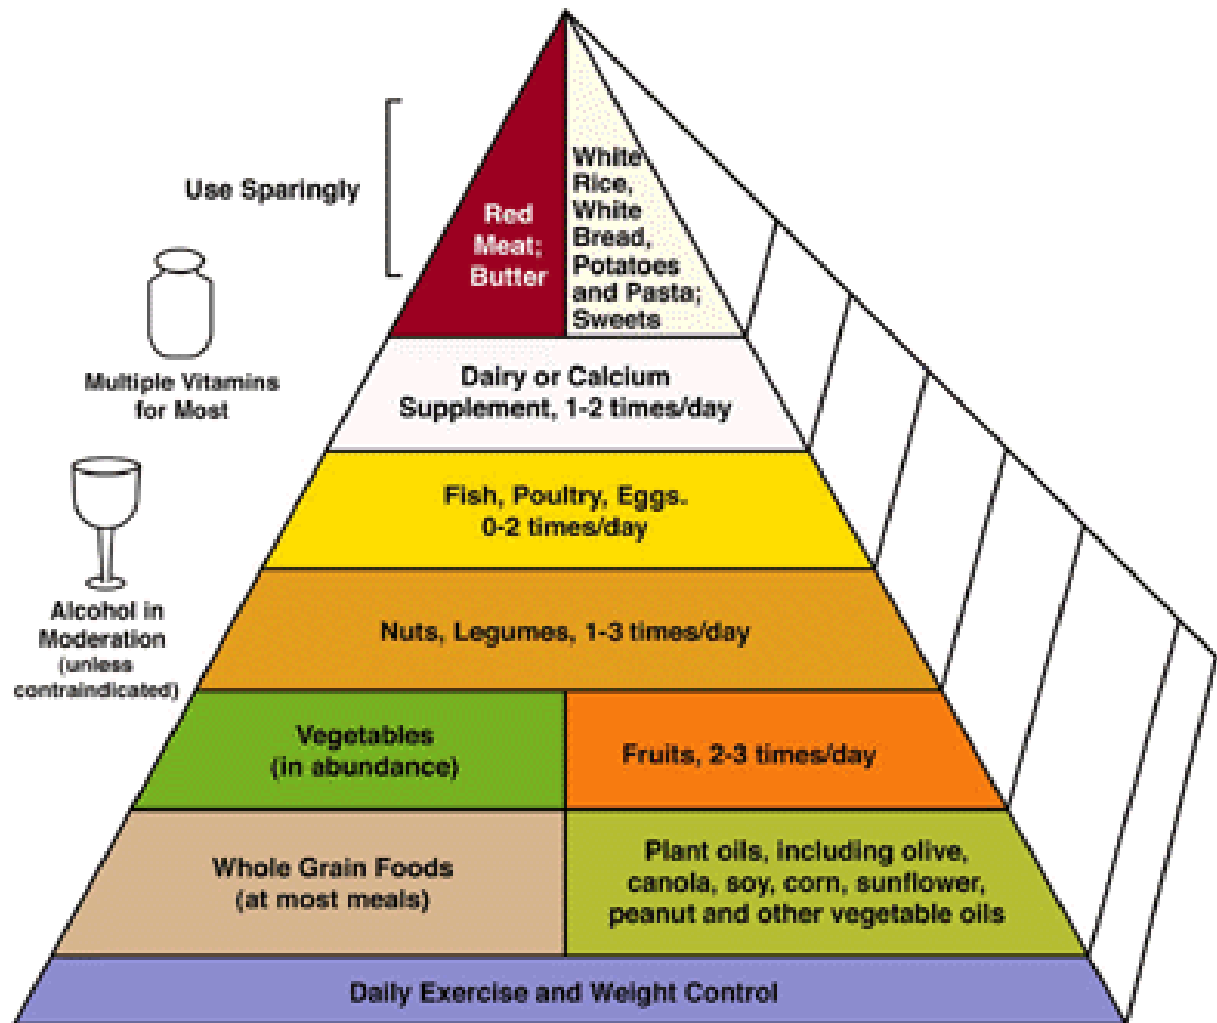 Use Sparingly
Red
Meat;
Butter
White
Rice,
White
Bread,
Potatoes
and Pasta;
Sweets
Multiple Vitamins
for Most
Dairy or Calcium
Supplement, 1-2 times/day
Fish, Poultry, Eggs.
0-2 times/day
Alcohol in
Moderation
(unless
contraindicated)
Nuts, Legumes, 1-3 times/day
Vegetables
(in abundance)
Fruits, 2-3 times/day
Whole Grain Foods
(at most meals)
Plant oils, including olive,
canola, soy, corn, sunflower,
peanut and other vegetable oils
Daily Exercise and Weight Control